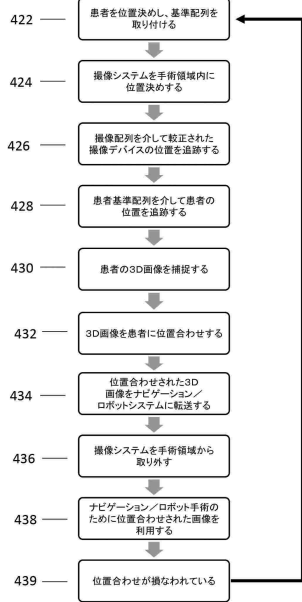 422
患者を位置決めし、基準配列を
取り付ける
424
撮像システムを手術領域内に
位置決めする
426
撮像配列を介して較正された
撮像デバイスの位置を追跡する
428
患者基準配列を介して患者の
位置を追跡する
430
患者の3D画像を捕捉する
432
3D画像を患者に位置合わせする
434
位置合わせされた3D
画像をナビゲーション／
ロボットシステムに転送する
436
撮像システムを手術領域から
取り外す
438
ナビゲーション／ロボット手術の
ために位置合わせされた画像を
利用する
439
位置合わせが損なわれている